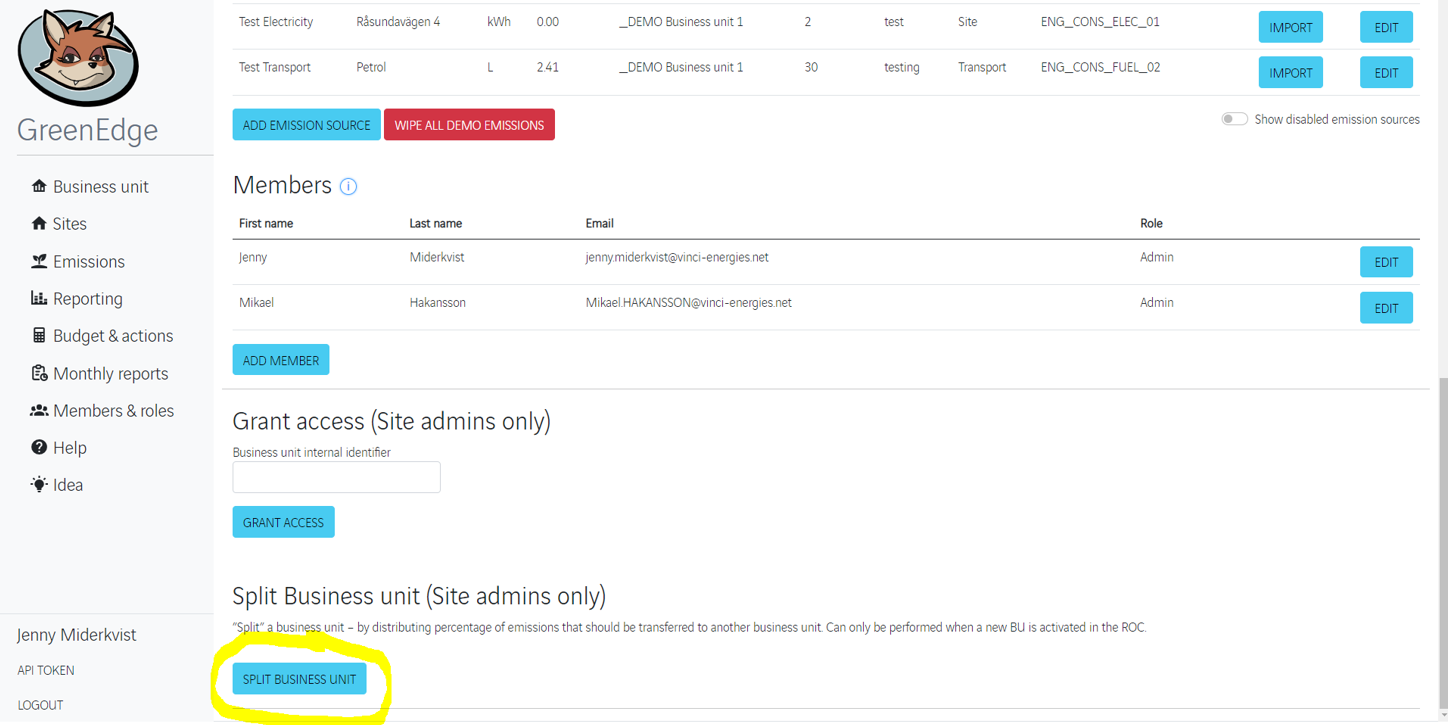 GreenEdge
Business unit
Sites
Emissions
Reporting
Budget & actions
Monthly reports
Members & roles
Help
Idea
Jenny Miderkvist
API TOKEN
LOGOUT
Test Electricity Råsundavägen 4 kWh 0.00 _DEMO Business unit 1 2 test Site ENG_CONS_ELEC_01 IMPORT EDIT
Test Transport Petrol L 2.41 _DEMO Business unit 1 30 testing Transport ENG_CONS_FUEL_02 IMPORT EDIT
ADD EMISSION SOURCE WIPE ALL DEMO EMISSIONS Show disabled emission sources
Members i
First name Last name Email Role
Jenny Miderkvist jenny.miderkvist@vinci-energies.net Admin EDIT
Mikael Hakansson Mikael.HAKANSSON@vinci-energies.net Admin EDIT
ADD MEMBER
Grant access (Site admins only)
Business unit internal identifier
GRANT ACCESS
Split Business unit (Site admins only)
"Split" a business unit – by distributing percentage of emissions that should be transferred to another business unit. Can only be performed when a new BU is activated in the ROC.
SPLIT BUSINESS UNIT